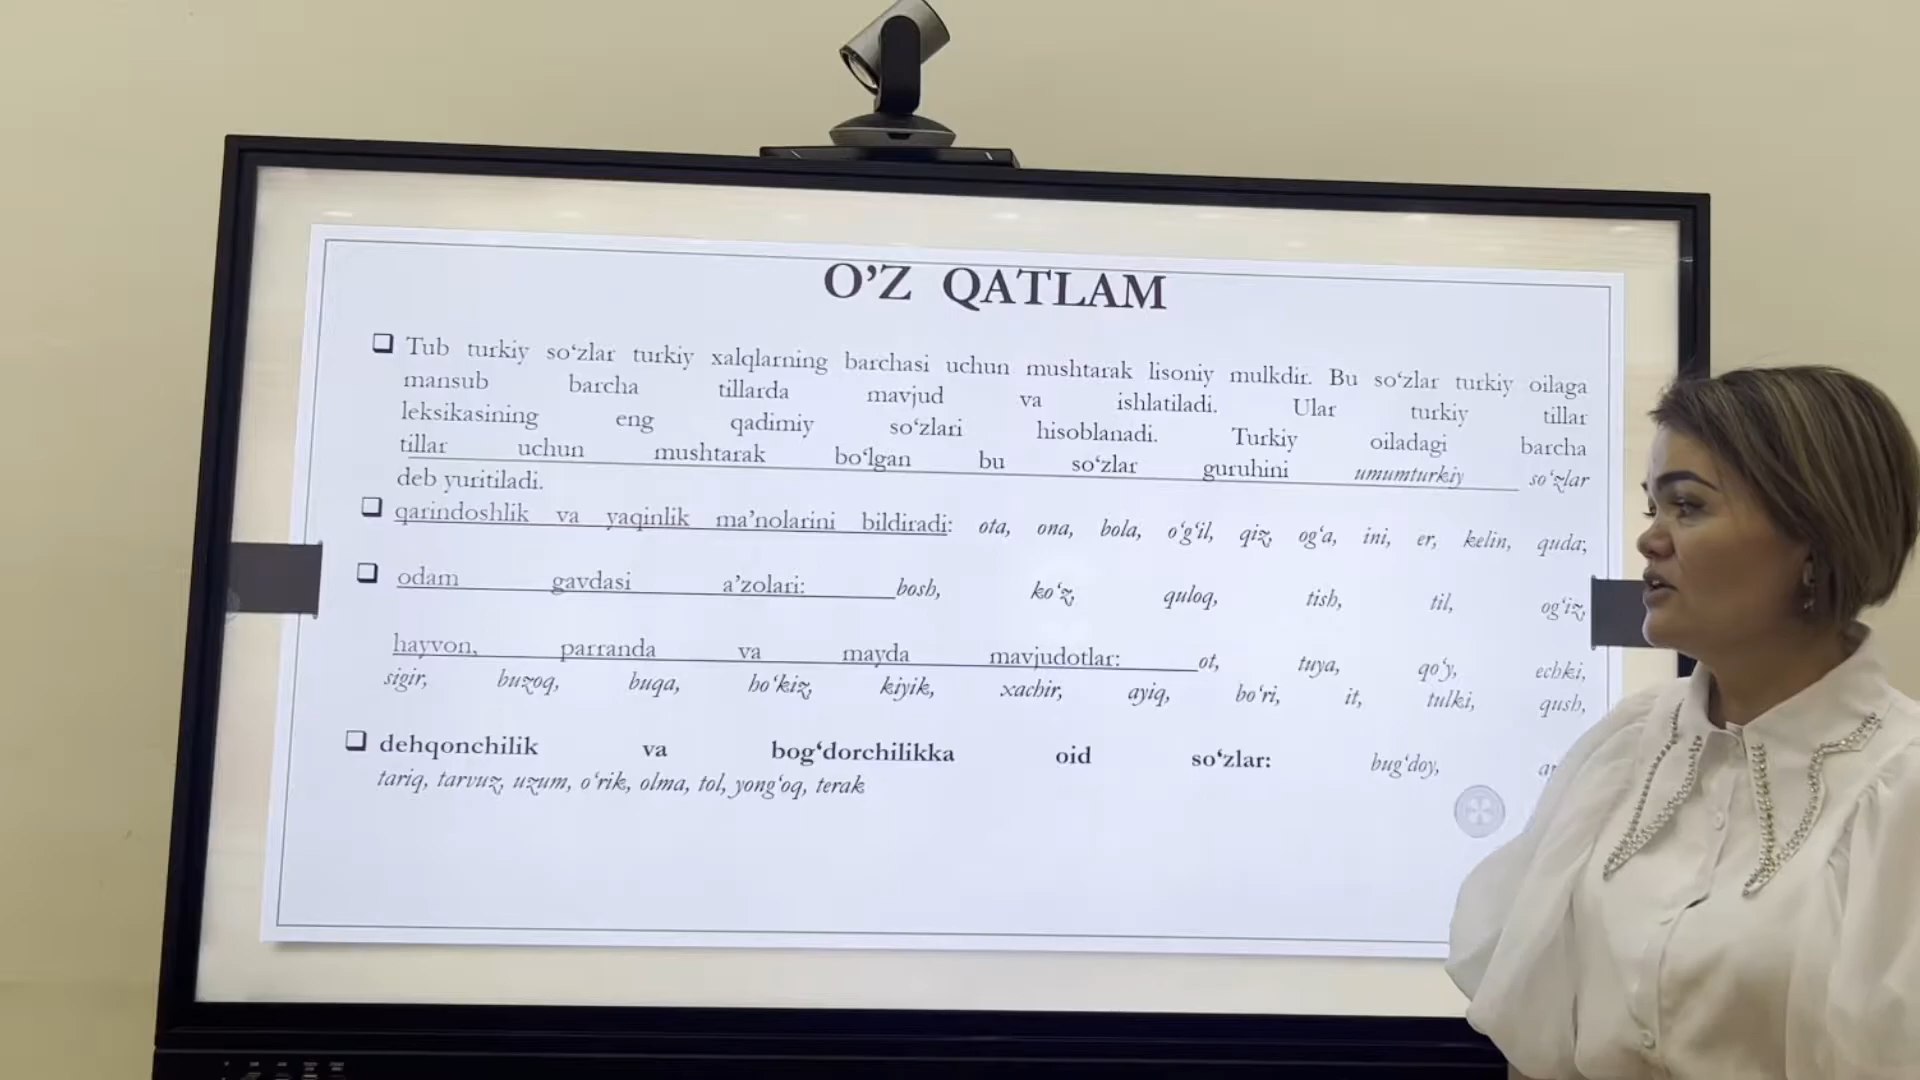 O’Z QATLAM
Tub turkiy so‘zlar turkiy xalqlarning barchasi uchun mushtarak lisoniy mulkdir. Bu so‘zlar turkiy oilaga
mansub barcha tillarda mavjud va ishlatiladi. Ular turkiy tillar
leksikasining eng qadimiy so‘zlari hisoblanadi. Turkiy oiladagi barcha
tillar uchun mushtarak bo‘lgan bu so‘zlar guruhini umumturkiy so‘zlar
deb yuritiladi.
qarindoshlik va yaqinlik ma’nolarini bildiradi: ota, ona, bola, o‘g‘il, qiz, og‘a, ini, er, kelin, quda;
odam gavdasi a’zolari: bosh, ko‘z, quloq, tish, til, og‘iz,
hayvon, parranda va mayda mavjudotlar: ot, tuya, qo‘y, echki,
sigir, buzoq, buqa, ho‘kiz, kiyik, xachir, ayiq, bo‘ri, it, tulki, qush,
dehqonchilik va bog‘dorchilikka oid so‘zlar: bug‘doy,
tariq, tarvuz, uzum, o‘rik, olma, tol, yong‘oq, terak